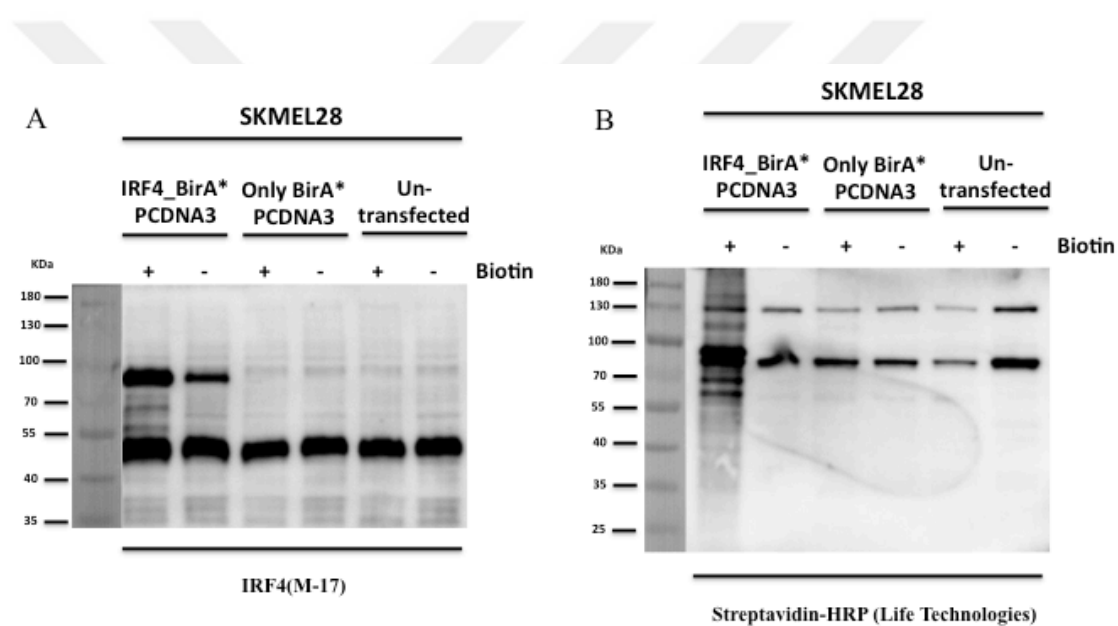 A
SKMEL28
IRF4_BirA* Only BirA* Un-
PCDNA3 PCDNA3 transfected
KDa
+ - + - + - Biotin
180
130
100
70
55
40
35
IRF4(M-17)
B
SKMEL28
IRF4_BirA* Only BirA* Un-
PCDNA3 PCDNA3 transfected
KDa
+ - + - + - Biotin
180
130
100
70
55
40
35
25
Streptavidin-HRP (Life Technologies)